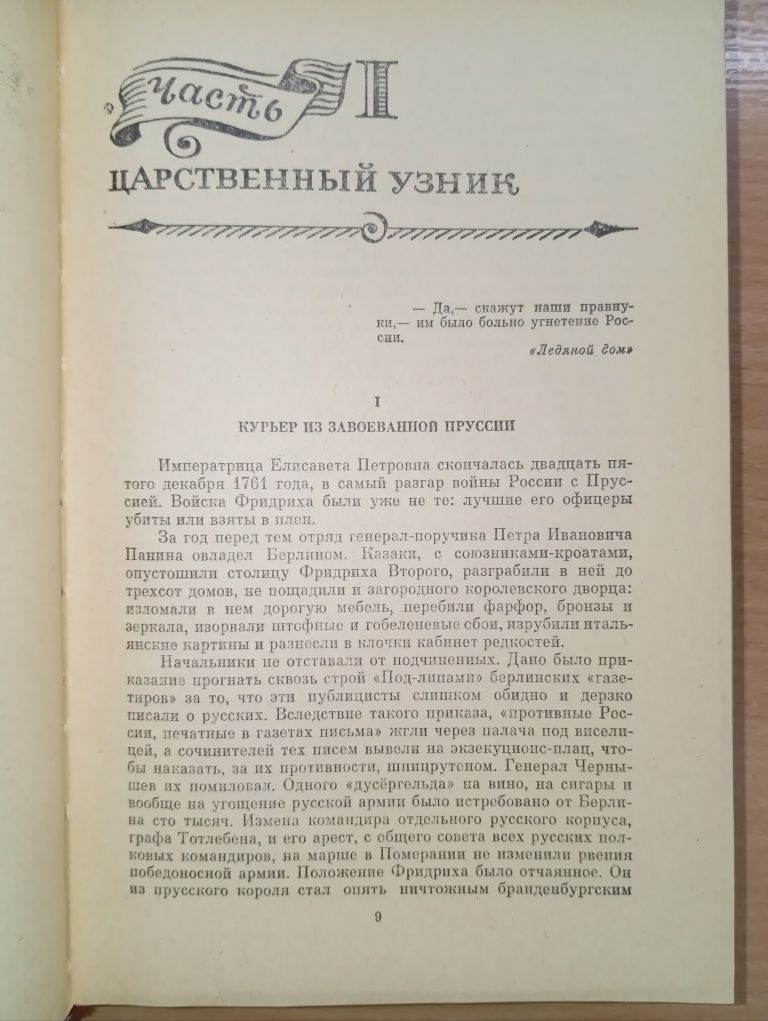 Часть I
ЦАРСТВЕННЫЙ УЗНИК
— Да,— скажут наши правну-
ки,— им было больно угнетение Рос-
сии.
«Ледяной дом»
I
КУРЬЕР ИЗ ЗАВОЕВАННОЙ ПРУССИИ
Императрица Елисавета Петровна скончалась двадцать пя-
того декабря 1761 года, в самый разгар войны России с Прус-
сией. Войска Фридриха были уже не те: лучшие его офицеры
убиты или взяты в плен.
За год перед тем отряд генерал-поручика Петра Ивановича
Панина овладел Берлином. Казаки, с союзниками-кроатами,
опустошили столицу Фридриха Второго, разграбили в ней до
трехсот домов, не пощадили и загородного королевского дворца:
изломали в нем дорогую мебель, перебили фарфор, бронзы и
зеркала, изорвали штофные и гобеленевые обои, изрубили италь-
янские картины и разнесли в клочки кабинет редкостей.
Начальники не отставали от подчиненных. Дано было при-
казание прогнать сквозь строй «Под-липами» берлинских «газе-
тиров» за то, что эти публицисты слишком обидно и дерзко
писали о русских. Вследствие такого приказа, «противные Рос-
сии, печатные в газетах письма» жгли через палача под висели-
цей, а сочинителей тех писем вывели на экзекуционс-плац, что-
бы наказать, за их противности, шпицрутеном. Генерал Черны-
шев их помиловал. Одного «дусёргельда» на вино, на сигары и
вообще на угощение русской армии было истребовано от Берли-
на сто тысяч. Измена командира отдельного русского корпуса,
графа Тотлебена, и его арест, с общего совета всех русских пол-
ковых командиров, на марше в Померании не изменили рвения
победоносной армии. Положение Фридриха было отчаянное. Он
из прусского короля стал опять ничтожным бранденбургским
9